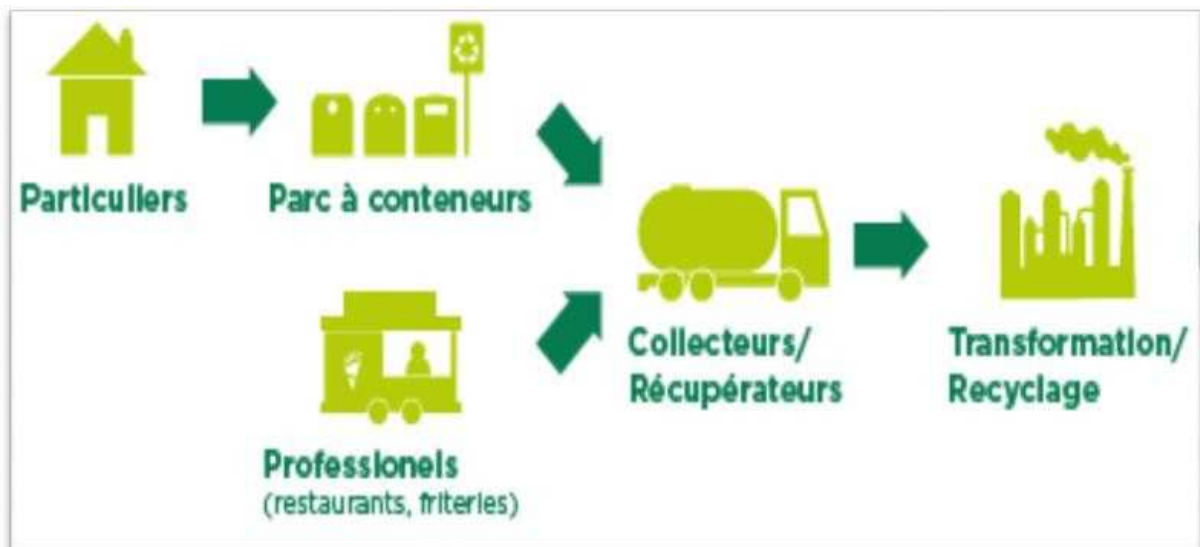 Particuliers
Parc à conteneurs
Professionels
(restaurants, friteries)
Collecteurs/
Récupérateurs
Transformation/
Recyclage